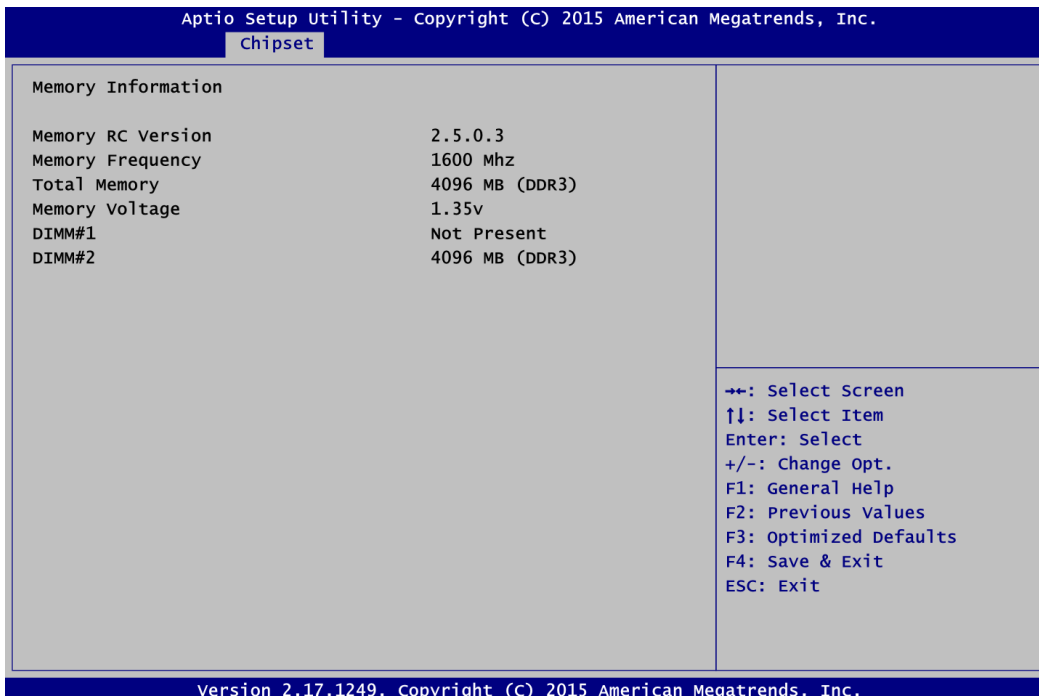 Aptio Setup Utility - Copyright (C) 2015 American Megatrends, Inc.
Chipset
Memory Information
Memory RC Version 2.5.0.3
Memory Frequency 1600 Mhz
Total Memory 4096 MB (DDR3)
Memory Voltage 1.35v
DIMM#1 Not Present
DIMM#2 4096 MB (DDR3)
→←: Select Screen
↑↓: Select Item
Enter: Select
+/-: Change Opt.
F1: General Help
F2: Previous Values
F3: Optimized Defaults
F4: Save & Exit
ESC: Exit
Version 2.17.1249. Copyright (C) 2015 American Megatrends, Inc.